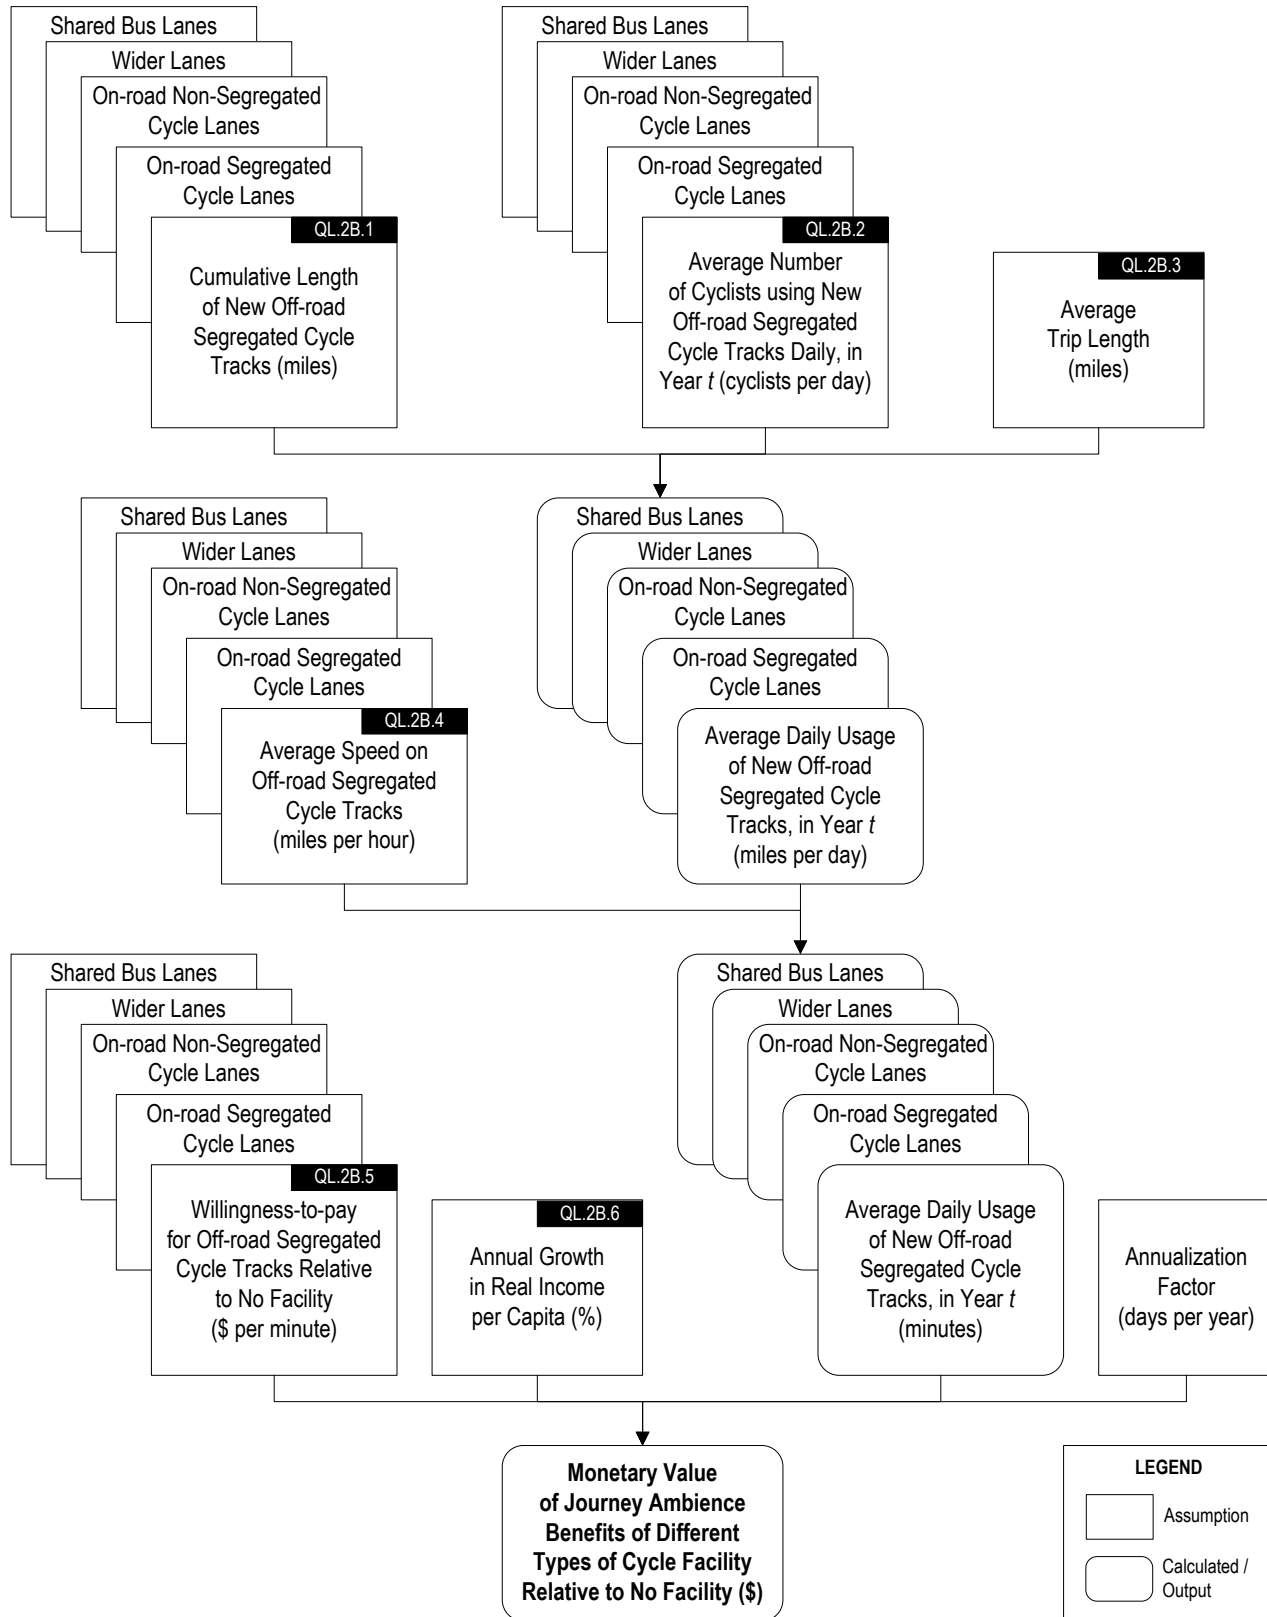 Shared Bus Lanes
Wider Lanes
On-road Non-Segregated
Cycle Lanes
On-road Segregated
Cycle Lanes
QL.2B.1
Cumulative Length
of New Off-road
Segregated Cycle
Tracks (miles)
Shared Bus Lanes
Wider Lanes
On-road Non-Segregated
Cycle Lanes
On-road Segregated
Cycle Lanes
QL.2B.2
Average Number
of Cyclists using New
Off-road Segregated
Cycle Tracks Daily, in
Year t (cyclists per day)
QL.2B.3
Average
Trip Length
(miles)
Shared Bus Lanes
Wider Lanes
On-road Non-Segregated
Cycle Lanes
On-road Segregated
Cycle Lanes
QL.2B.4
Average Speed on
Off-road Segregated
Cycle Tracks
(miles per hour)
Shared Bus Lanes
Wider Lanes
On-road Non-Segregated
Cycle Lanes
On-road Segregated
Cycle Lanes
Average Daily Usage
of New Off-road
Segregated Cycle
Tracks, in Year t
(miles per day)
Shared Bus Lanes
Wider Lanes
On-road Non-Segregated
Cycle Lanes
On-road Segregated
Cycle Lanes
QL.2B.5
Willingness-to-pay
for Off-road Segregated
Cycle Tracks Relative
to No Facility
($ per minute)
QL.2B.6
Annual Growth
in Real Income
per Capita (%)
Shared Bus Lanes
Wider Lanes
On-road Non-Segregated
Cycle Lanes
On-road Segregated
Cycle Lanes
Average Daily Usage
of New Off-road
Segregated Cycle
Tracks, in Year t
(minutes)
Annualization
Factor
(days per year)
Monetary Value
of Journey Ambience
Benefits of Different
Types of Cycle Facility
Relative to No Facility ($)
LEGEND
Assumption
Calculated /
Output